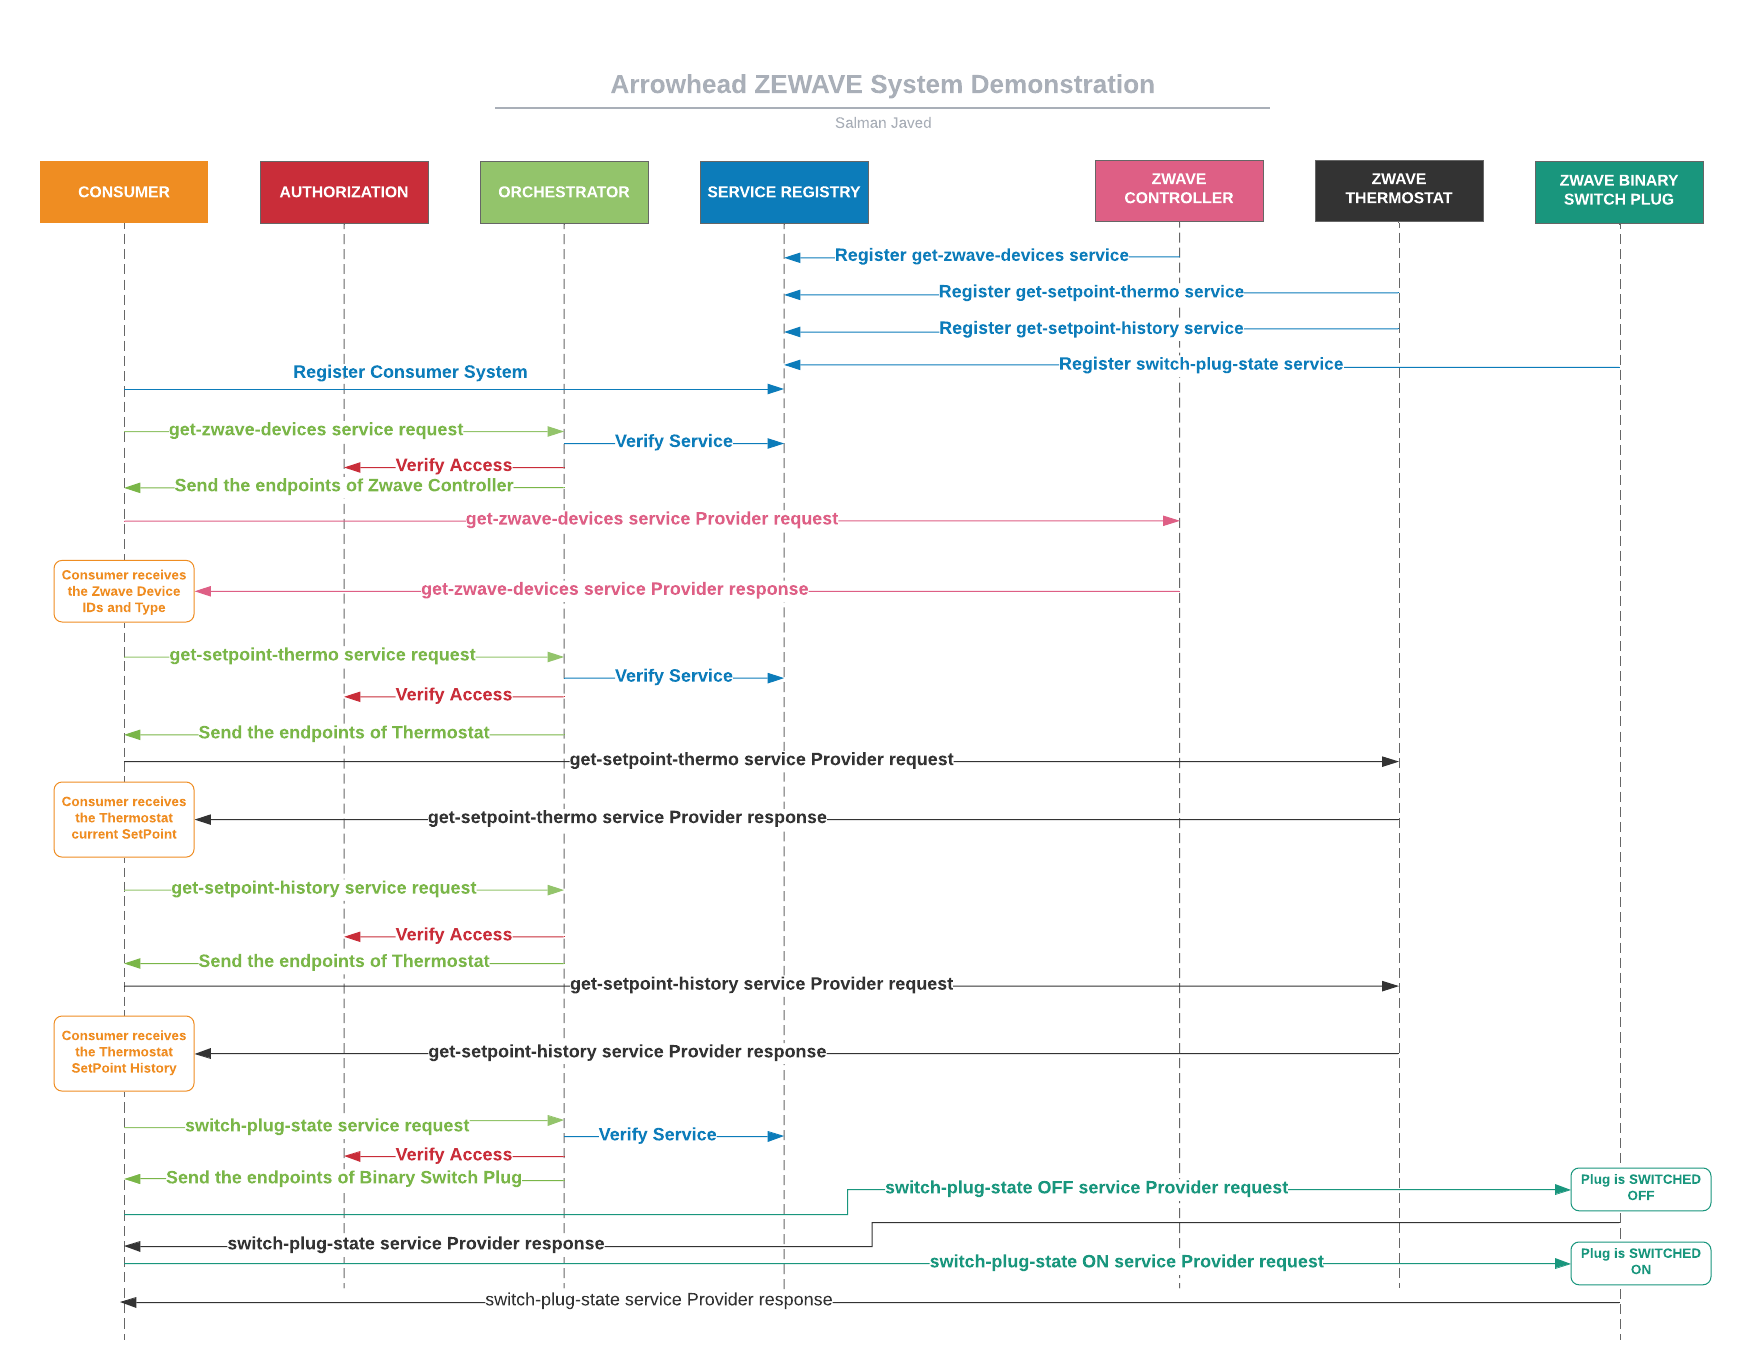 Arrowhead ZEWAVE System Demonstration
Salman Javed
CONSUMER
AUTHORIZATION
ORCHESTRATOR
SERVICE REGISTRY
ZWAVE
CONTROLLER
ZWAVE
THERMOSTAT
ZWAVE BINARY
SWITCH PLUG
Register get-zwave-devices service
Register get-setpoint-thermo service
Register get-setpoint-history service
Register switch-plug-state service
Register Consumer System
get-zwave-devices service request
Verify Service
Verify Access
Send the endpoints of Zwave Controller
get-zwave-devices service Provider request
Consumer receives
the Zwave Device
IDs and Type
get-zwave-devices service Provider response
get-setpoint-thermo service request
Verify Service
Verify Access
Send the endpoints of Thermostat
get-setpoint-thermo service Provider request
Consumer receives
the Thermostat
current SetPoint
get-setpoint-thermo service Provider response
get-setpoint-history service request
Verify Access
Send the endpoints of Thermostat
get-setpoint-history service Provider request
Consumer receives
the Thermostat
SetPoint History
get-setpoint-history service Provider response
switch-plug-state service request
Verify Service
Verify Access
Send the endpoints of Binary Switch Plug
switch-plug-state OFF service Provider request
Plug is SWITCHED
OFF
switch-plug-state service Provider response
switch-plug-state ON service Provider request
Plug is SWITCHED
ON
switch-plug-state service Provider response